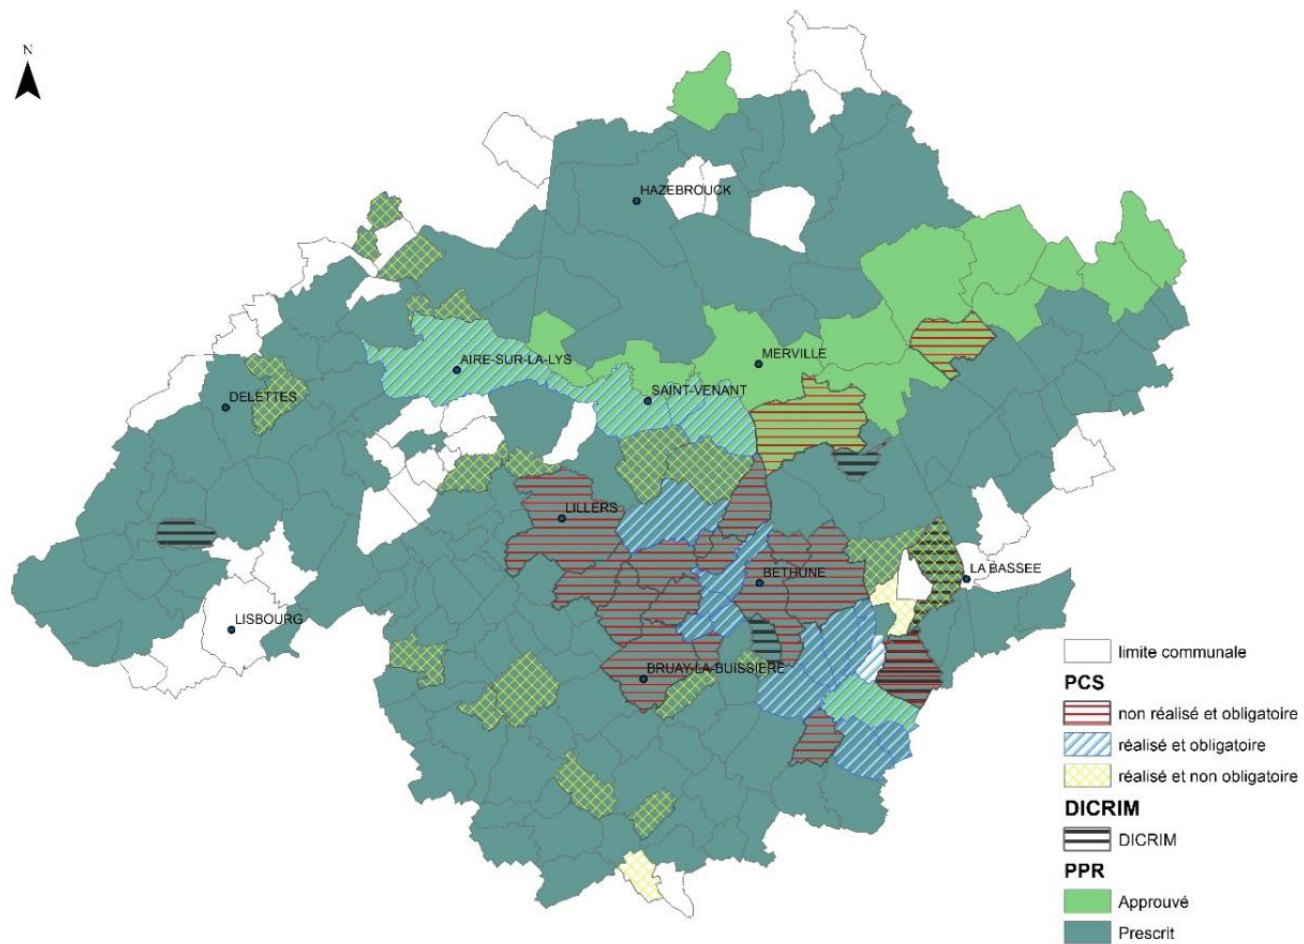 N
HAZEBROUCK
AIRE-SUR-LA-LYS
MERVILLE
SAINT-VENANT
DELETTES
LILLERS
BETHUNE
LA BASSEE
LISBOURG
BRUAY-LA-BUISSIERE
limite communale
PCS
non réalisé et obligatoire
réalisé et obligatoire
réalisé et non obligatoire
DICRIM
DICRIM
PPR
Approuvé
Prescrit